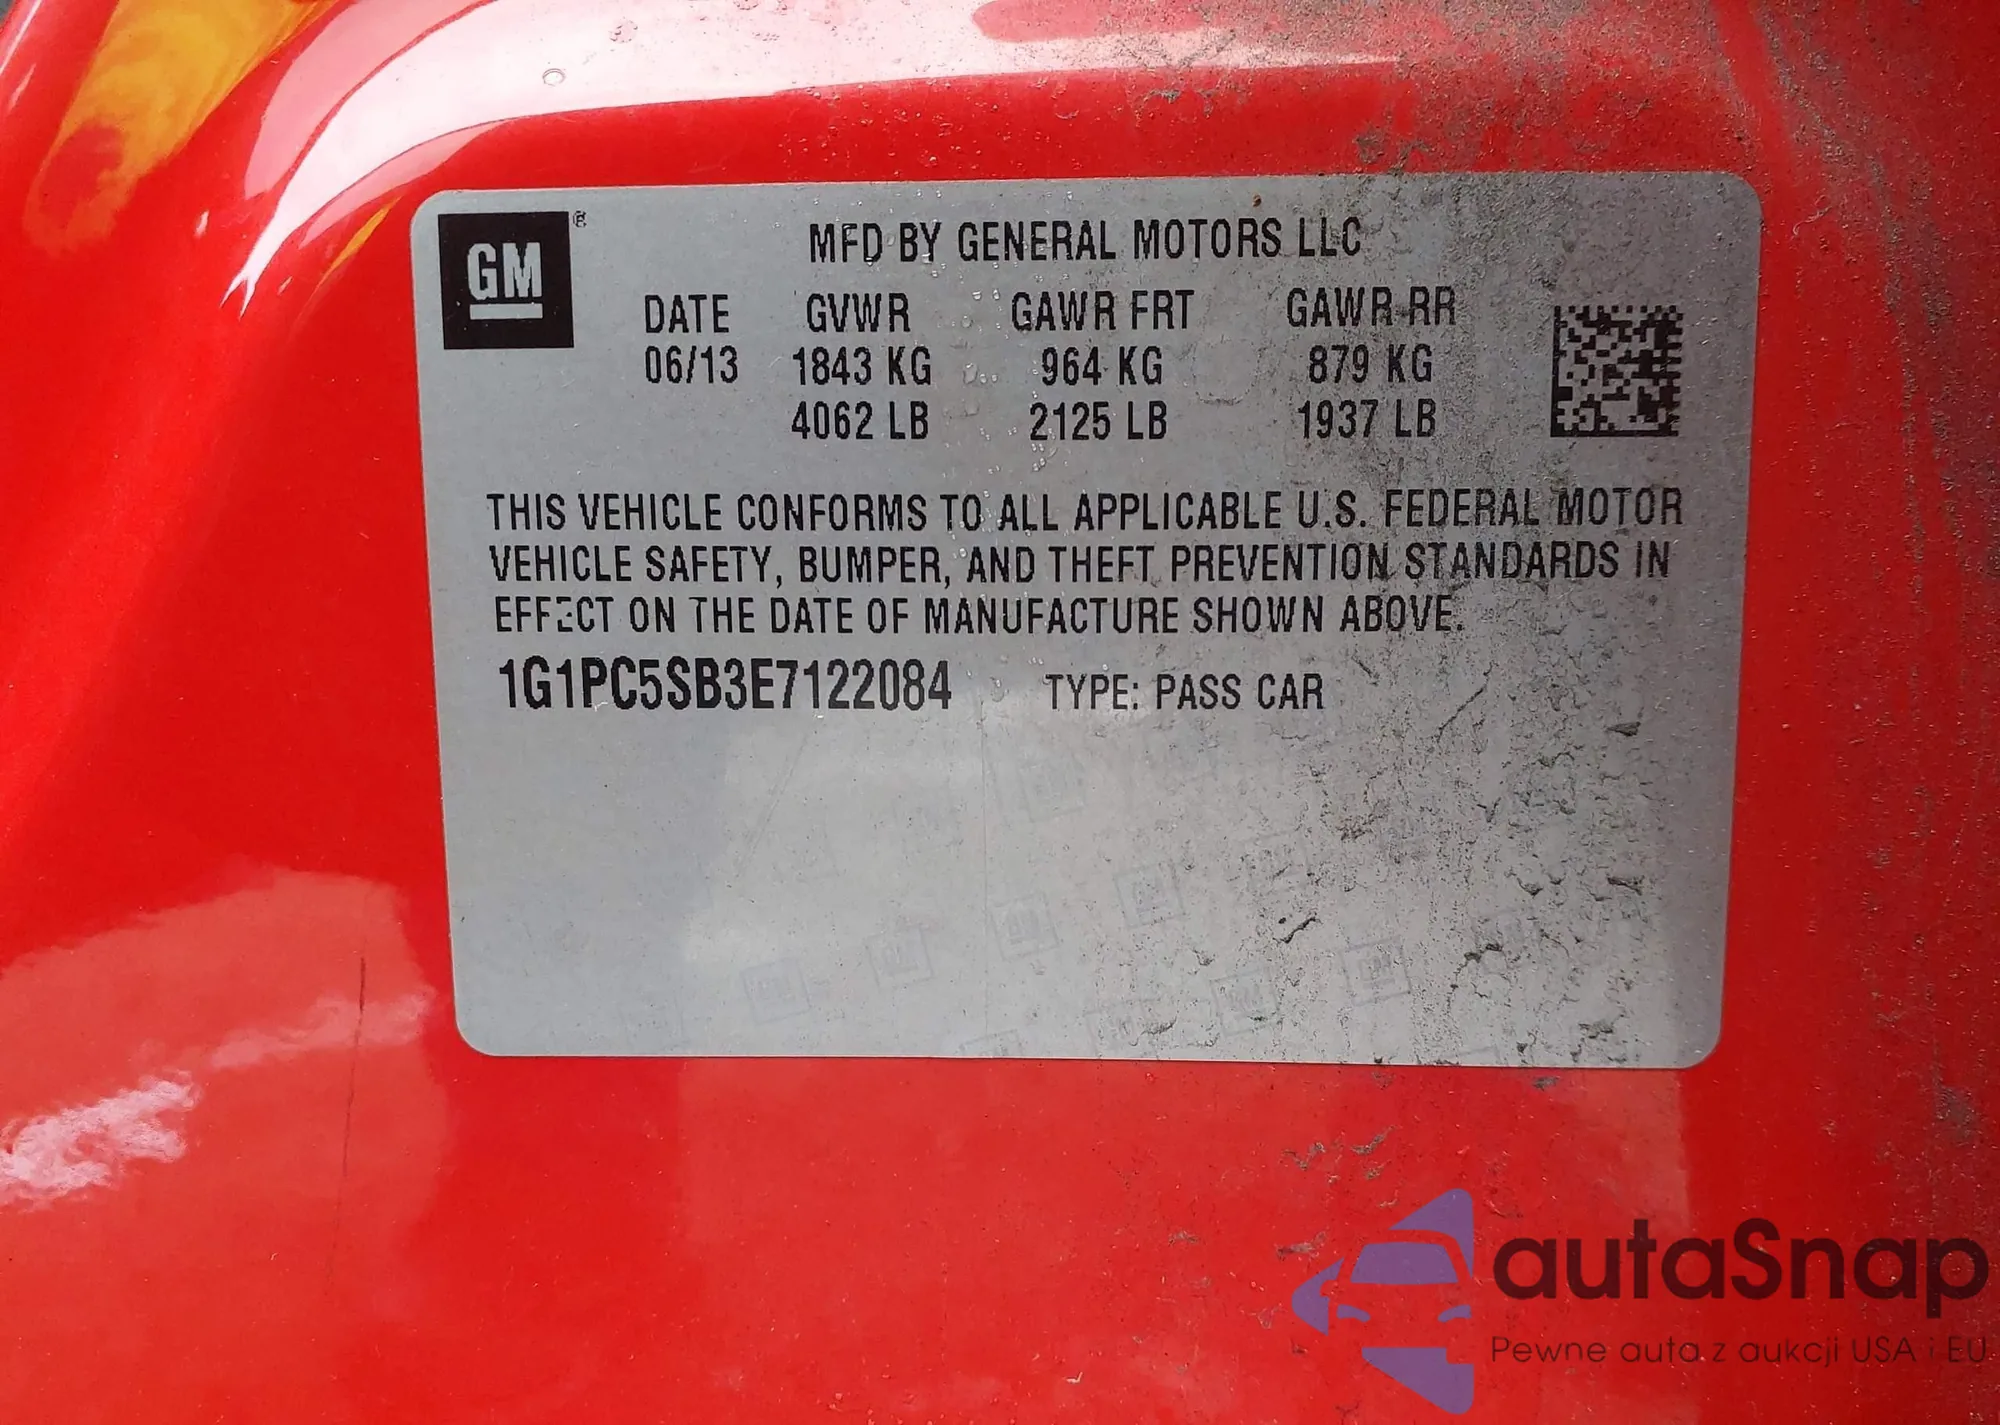 GM ®
MFD BY GENERAL MOTORS LLC
DATE GVWR GAWR FRT GAWR RR
06/13 1843 KG 964 KG 879 KG
4062 LB 2125 LB 1937 LB
THIS VEHICLE CONFORMS TO ALL APPLICABLE U.S. FEDERAL MOTOR
VEHICLE SAFETY, BUMPER, AND THEFT PREVENTION STANDARDS IN
EFFECT ON THE DATE OF MANUFACTURE SHOWN ABOVE.
1G1PC5SB3E7122084 TYPE: PASS CAR
autaSnap
Pewne auta z aukcji USA i EU